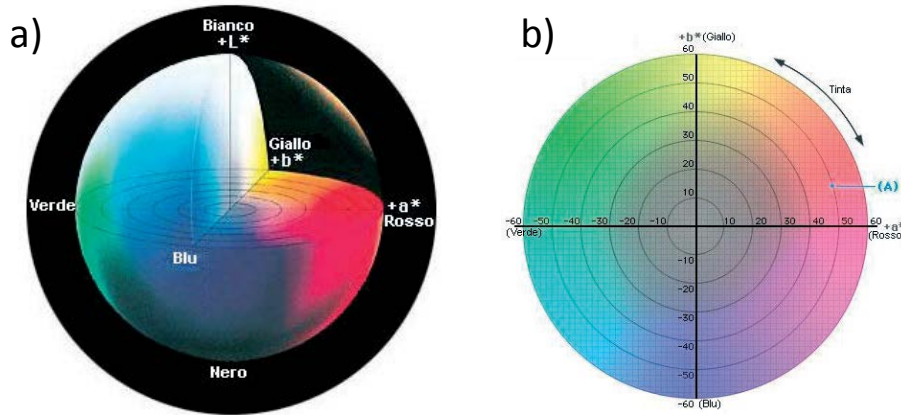 a)
Bianco
+L*
Giallo
+b*
Verde
+a*
Rosso
Blu
Nero
b)
+b* (Giallo)
60
50
40
30
20
10
Tinta
(A)
-60 -50 -40 -30 -20 -10
10 20 30 40 50 60
+a*
(Verde)
(Rosso)
-10
-20
-30
-40
-50
-60 (Blu)